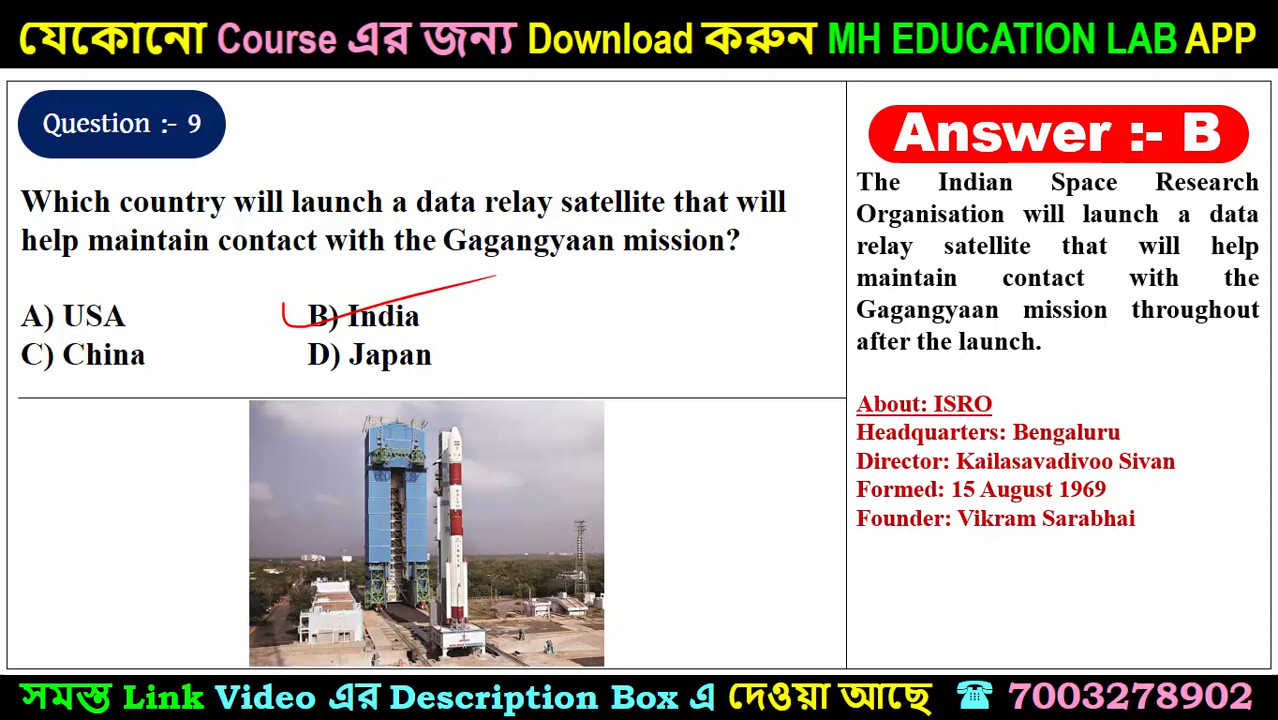 যেকোনো Course এর জন্য Download করুন MH EDUCATION LAB APP
Question :- 9
Which country will launch a data relay satellite that will
help maintain contact with the Gagangyaan mission?
A) USA
B) India
C) China
D) Japan
Answer :- B
The Indian Space Research
Organisation will launch a data
relay satellite that will help
maintain contact with the
Gagangyaan mission throughout
after the launch.
About: ISRO
Headquarters: Bengaluru
Director: Kailasavadivoo Sivan
Formed: 15 August 1969
Founder: Vikram Sarabhai
সমস্ত Link Video এর Description Box এ দেওয়া আছে ☎ 7003278902